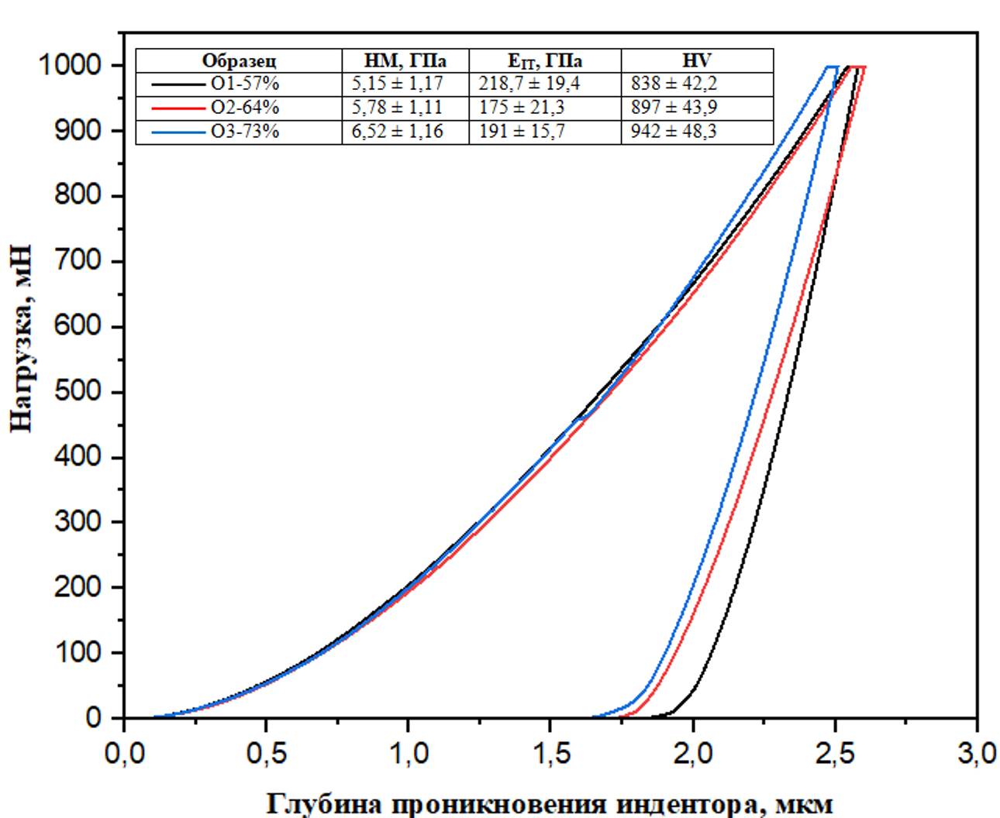 Образец HM, ГПа EIT, ГПа HV
O1-57% 5,15 ± 1,17 218,7 ± 19,4 838 ± 42,2
O2-64% 5,78 ± 1,11 175 ± 21,3 897 ± 43,9
O3-73% 6,52 ± 1,16 191 ± 15,7 942 ± 48,3
1000
900
800
700
600
500
400
300
200
100
0
Нагрузка, мН
0,0 0,5 1,0 1,5 2,0 2,5 3,0
Глубина проникновения индентора, мкм